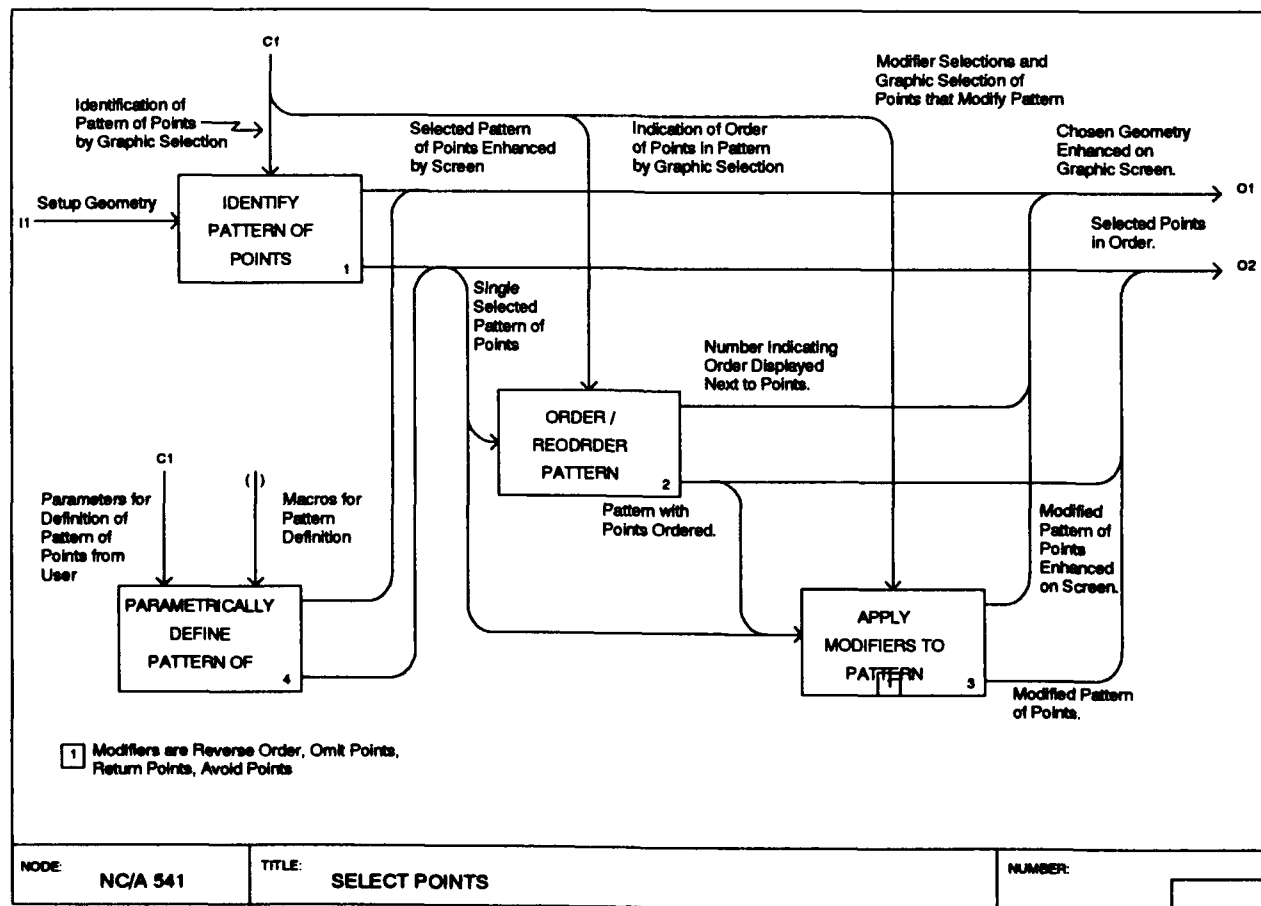 C1
Identification of
Pattern of Points
by Graphic Selection
Selected Pattern
of Points Enhanced
by Screen
Indication of Order
of Points in Pattern
by Graphic Selection
Modifier Selections and
Graphic Selection of
Points that Modify Pattern
Chosen Geometry
Enhanced on
Graphic Screen.
O1
I1
Setup Geometry
IDENTIFY
PATTERN OF
POINTS
1
Selected Points
in Order.
O2
Single
Selected
Pattern of
Points
Number Indicating
Order Displayed
Next to Points.
ORDER /
REODRDER
PATTERN
2
Pattern with
Points Ordered.
C1
( )
Parameters for
Definition of
Pattern of
Points from
User
Macros for
Pattern
Definition
PARAMETRICALLY
DEFINE
PATTERN OF
4
Modified
Pattern of
Points
Enhanced
on Screen.
APPLY
MODIFIERS TO
PATTERN
1
3
Modified Pattern
of Points.
1 Modifiers are Reverse Order, Omit Points,
Return Points, Avoid Points
NODE:
NC/A 541
TITLE:
SELECT POINTS
NUMBER: